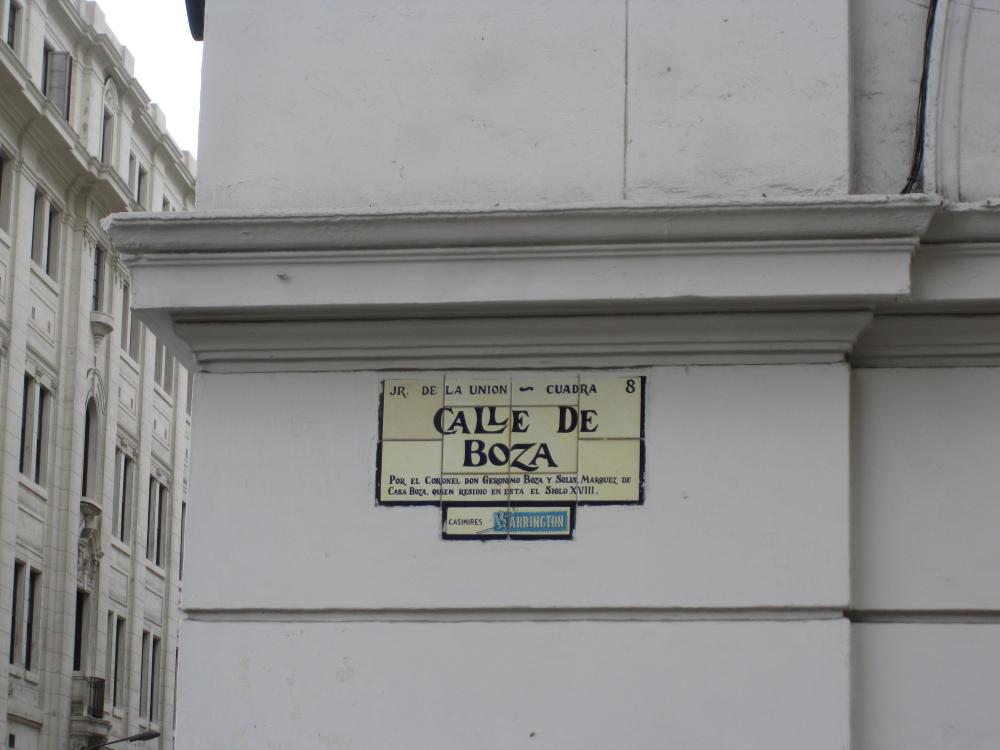 JR. DE LA UNION ~ CUADRA 8
CALLE DE
BOZA
POR EL CORONEL DON GERONIMO BOZA Y SOLIS, MARQUEZ DE
CASA BOZA, QUIEN RESIDIO EN ESTA EL SIGLO XVIII.
CASIMIRES BARRINGTON